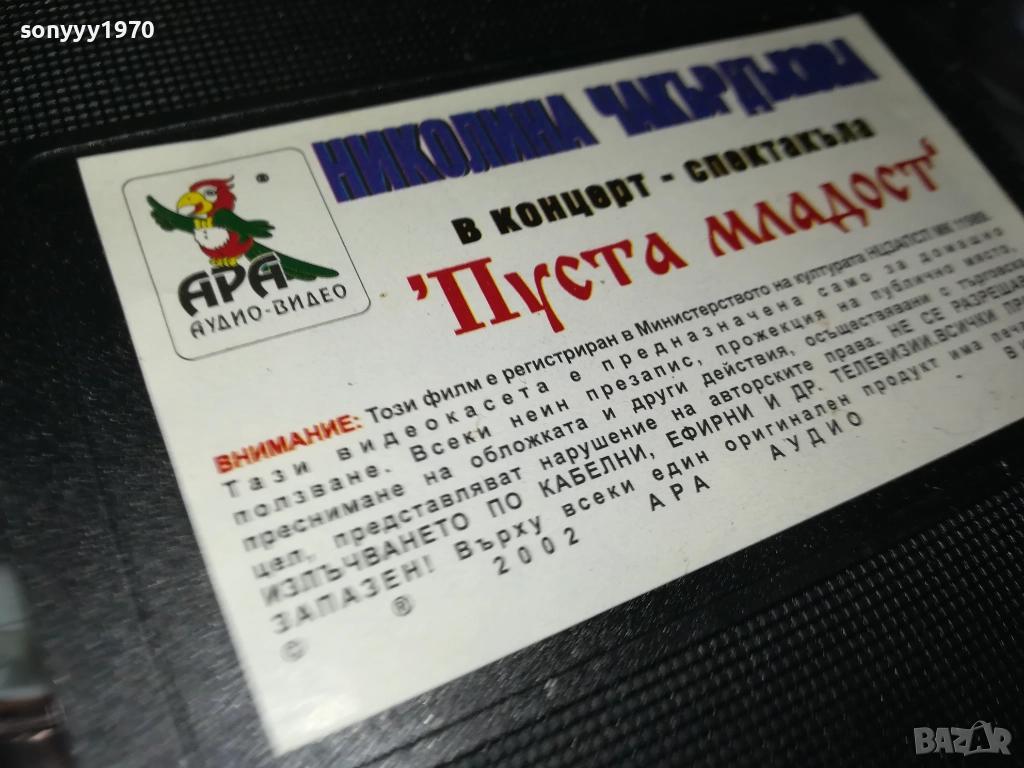 sonyyy1970
НИКОЛИНА ЧАКЪРДЪКОВА
в концерт - спектакъла
"Пуста младост"
®
АРА
АУДИО-ВИДЕО
ВНИМАНИЕ: Този филм е регистриран в Министерството на културата
Тази видеокасета е предназначена само за домашно
ползване. Всеки неин презапис, прожекция на публично място,
преснимане на обложката и други действия, осъществявани с търговска
цел, представляват нарушение на авторските права. НЕ СЕ РАЗРЕШАВА
ИЗЛЪЧВАНЕТО ПО КАБЕЛНИ, ЕФИРНИ И ДР. ТЕЛЕВИЗИИ.ВСИЧКИ ПРА
ЗАПАЗЕН! Върху всеки един оригинален продукт има печа
© ® 2002 АРА АУДИО В
BAZAR